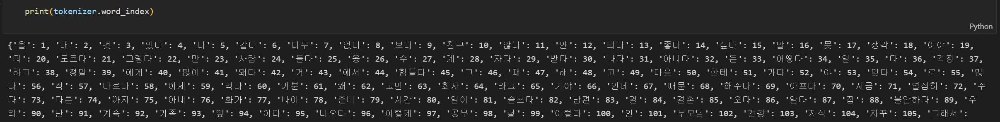 print(tokenizer.word_index)
Python
{'을': 1, '내': 2, '것': 3, '있다': 4, '나': 5, '같다': 6, '너무': 7, '없다': 8, '보다': 9, '친구': 10, '않다': 11, '안': 12, '되다': 13, '좋다': 14, '싶다': 15, '말': 16, '못': 17, '생각': 18, '이야': 19,
'더': 20, '모르다': 21, '그렇다': 22, '만': 23, '사람': 24, '들다': 25, '응': 26, '수': 27, '게': 28, '자다': 29, '받다': 30, '나다': 31, '아니다': 32, '돈': 33, '어떻다': 34, '일': 35, '다': 36, '걱정': 37,
'하고': 38, '정말': 39, '에게': 40, '많이': 41, '돼다': 42, '거': 43, '에서': 44, '힘들다': 45, '그': 46, '때': 47, '해': 48, '고': 49, '마음': 50, '한테': 51, '가다': 52, '야': 53, '맞다': 54, '로': 55, '많
다': 56, '적': 57, '나르다': 58, '이제': 59, '먹다': 60, '기분': 61, '왜': 62, '고민': 63, '회사': 64, '라고': 65, '거야': 66, '인데': 67, '때문': 68, '해주다': 69, '아프다': 70, '지금': 71, '열심히': 72, '주
다': 73, '다른': 74, '까지': 75, '아내': 76, '화가': 77, '나이': 78, '준비': 79, '시간': 80, '일이': 81, '슬프다': 82, '남편': 83, '걸': 84, '결혼': 85, '오다': 86, '알다': 87, '집': 88, '불안하다': 89, '우
리': 90, '난': 91, '계속': 92, '가족': 93, '앞': 94, '이다': 95, '나오다': 96, '이렇게': 97, '공부': 98, '날': 99, '이렇다': 100, '인': 101, '부모님': 102, '건강': 103, '자식': 104, '자꾸': 105, '그래서':